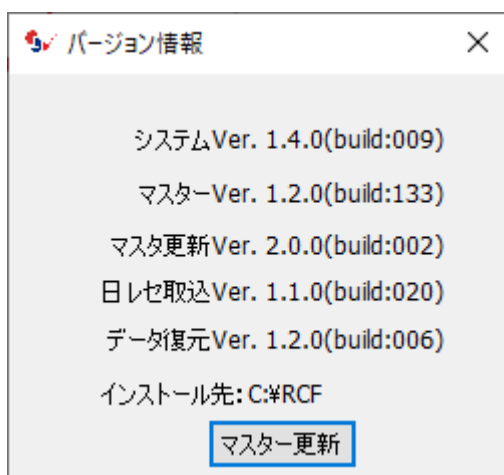 バージョン情報
システムVer. 1.4.0(build:009)
マスターVer. 1.2.0(build:133)
マスタ更新Ver. 2.0.0(build:002)
日レセ取込Ver. 1.1.0(build:020)
データ復元Ver. 1.2.0(build:006)
インストール先: C:¥RCF
マスター更新